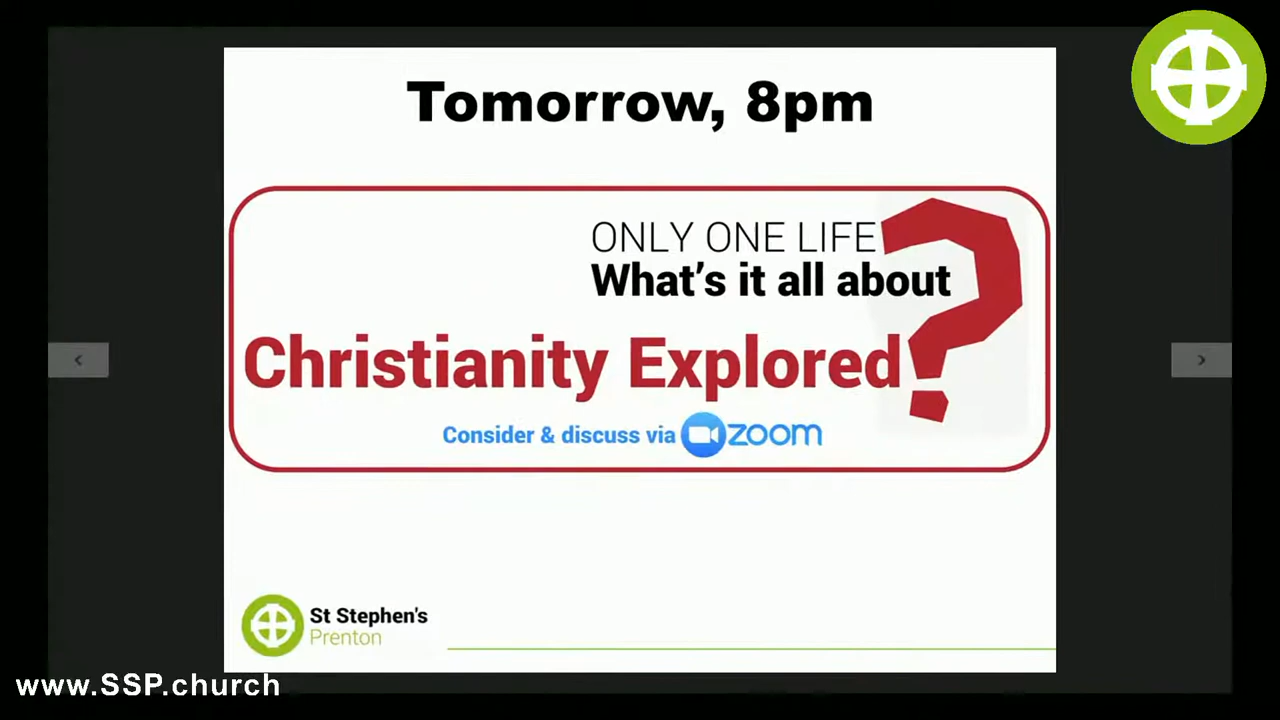 Tomorrow, 8pm
ONLY ONE LIFE
What's it all about?
Christianity Explored
Consider & discuss via zoom
St Stephen's
Prenton
www.SSP.church